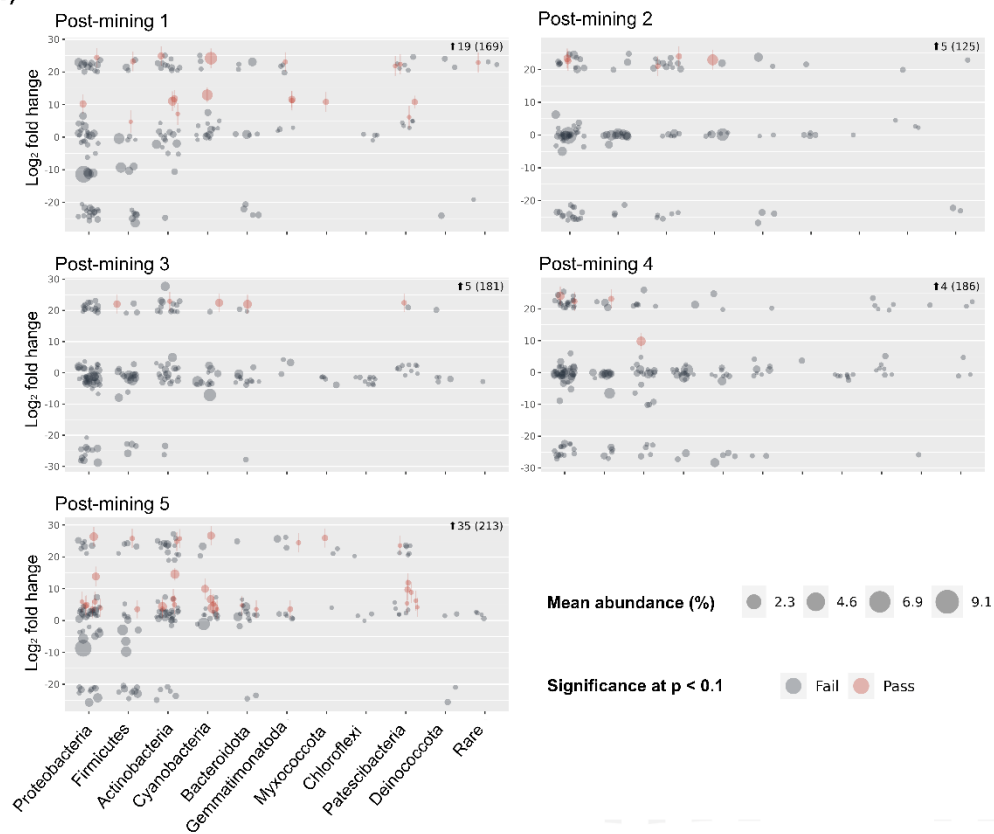 Post-mining 1
Post-mining 2
30
20
10
0
-10
-20
Log₂ fold hange
⬆19 (169)
20
10
0
-10
-20
⬆5 (125)
Post-mining 3
Post-mining 4
30
20
10
0
-10
-20
-30
Log₂ fold hange
⬆5 (181)
20
10
0
-10
-20
-30
⬆4 (186)
Post-mining 5
30
20
10
0
-10
-20
Log₂ fold hange
⬆35 (213)
Mean abundance (%)
2.3
4.6
6.9
9.1
Significance at p < 0.1
Fail
Pass
Proteobacteria
Firmicutes
Actinobacteria
Cyanobacteria
Bacteroidota
Gemmatimonatoda
Myxococcota
Chloroflexi
Patescibacteria
Deinococcota
Rare